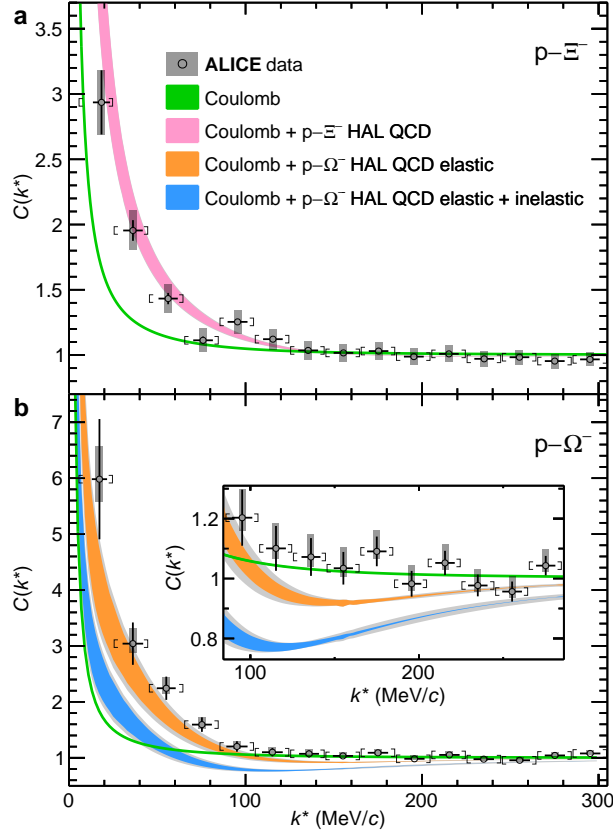 a
p−Ξ⁻
ALICE data
Coulomb
Coulomb + p−Ξ⁻ HAL QCD
Coulomb + p−Ω⁻ HAL QCD elastic
Coulomb + p−Ω⁻ HAL QCD elastic + inelastic
C(k*)
3.5
3
2.5
2
1.5
1
b
p−Ω⁻
C(k*)
7
6
5
4
3
2
1
C(k*)
1.2
1
0.8
100
200
k* (MeV/c)
0
100
200
300
k* (MeV/c)